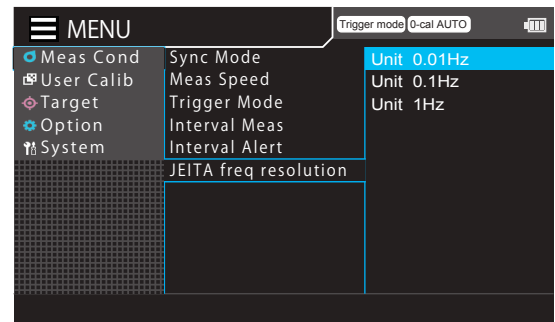 MENU
Trigger mode 0-cal AUTO
Meas Cond
User Calib
Target
Option
System
Sync Mode
Meas Speed
Trigger Mode
Interval Meas
Interval Alert
JEITA freq resolution
Unit 0.01Hz
Unit 0.1Hz
Unit 1Hz